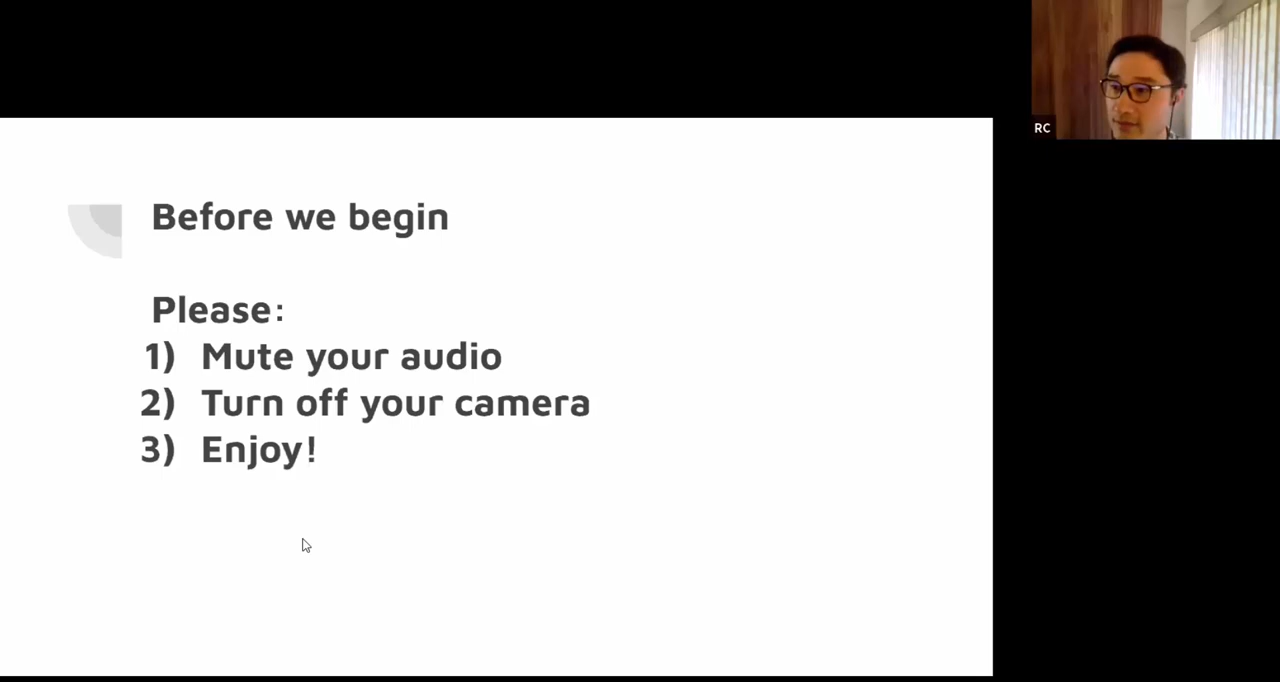 Before we begin
Please:
1) Mute your audio
2) Turn off your camera
3) Enjoy!
RC